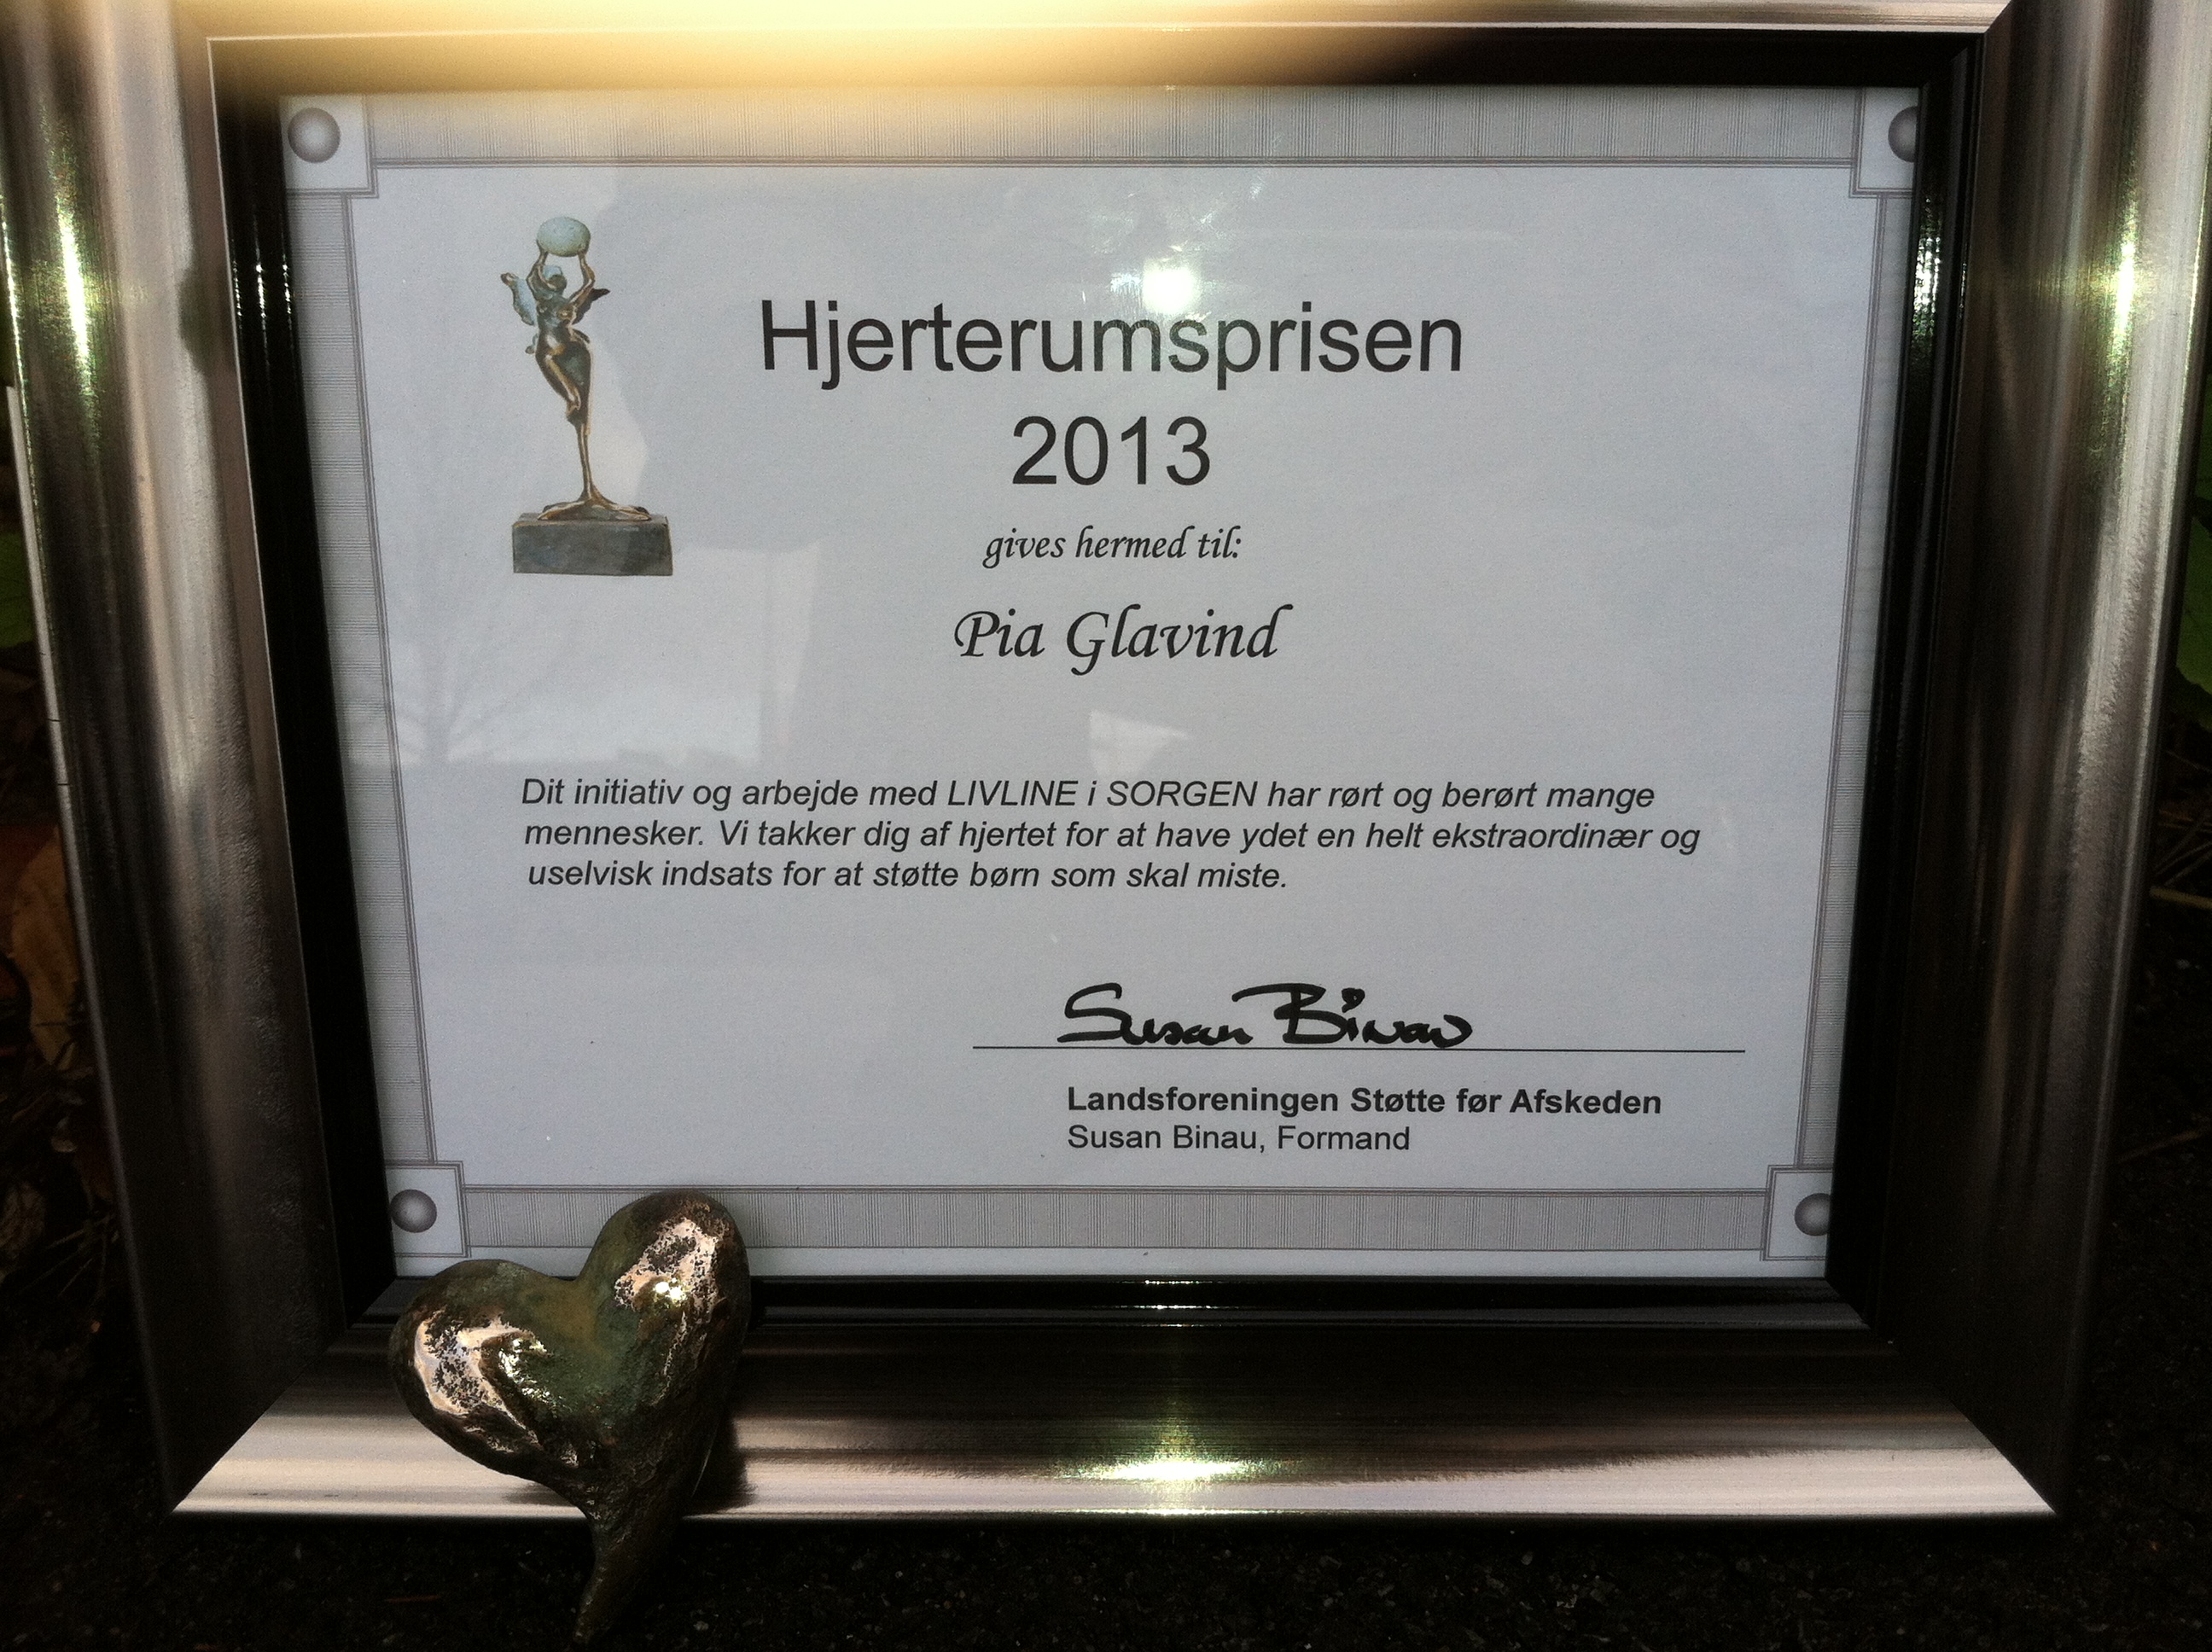 Hjerterumsprisen
2013
gives hermed til:
Pia Glavind
Dit initiativ og arbejde med LIVLINE i SORGEN har rørt og berørt mange
mennesker. Vi takker dig af hjertet for at have ydet en helt ekstraordinær og
uselvisk indsats for at støtte børn som skal miste.
Susan Binau
Landsforeningen Støtte før Afskeden
Susan Binau, Formand